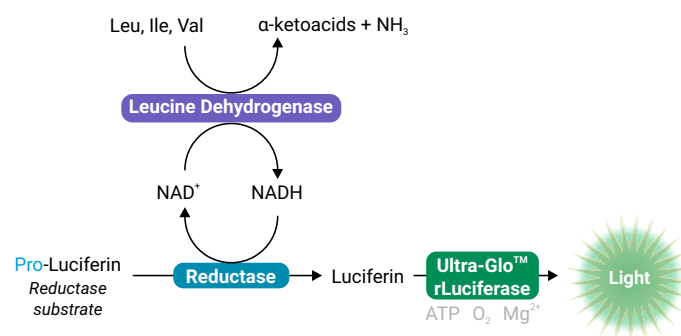 Leu, Ile, Val
α-ketoacids + NH₃
Leucine Dehydrogenase
NAD⁺
NADH
Pro-Luciferin
Reductase
substrate
Reductase
Luciferin
Ultra-Glo™
rLuciferase
ATP O₂ Mg²⁺
Light